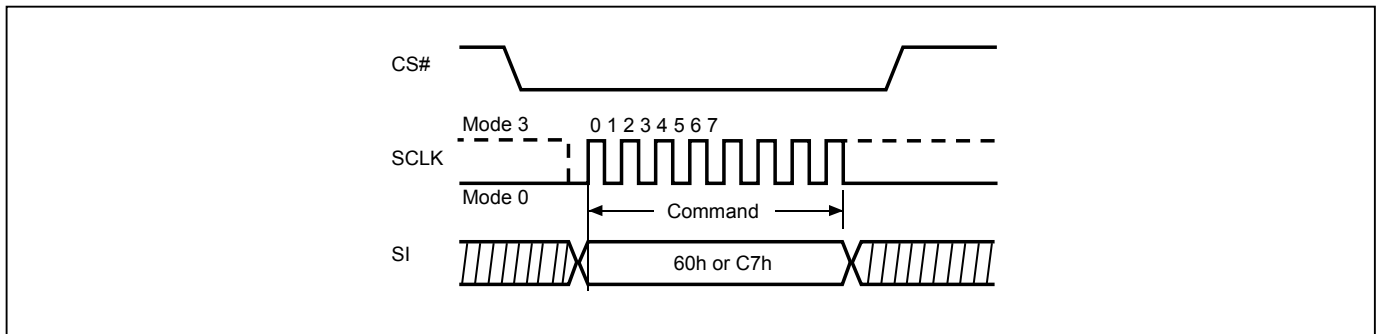 CS#
Mode 3
0 1 2 3 4 5 6 7
SCLK
Mode 0
Command
SI
60h or C7h